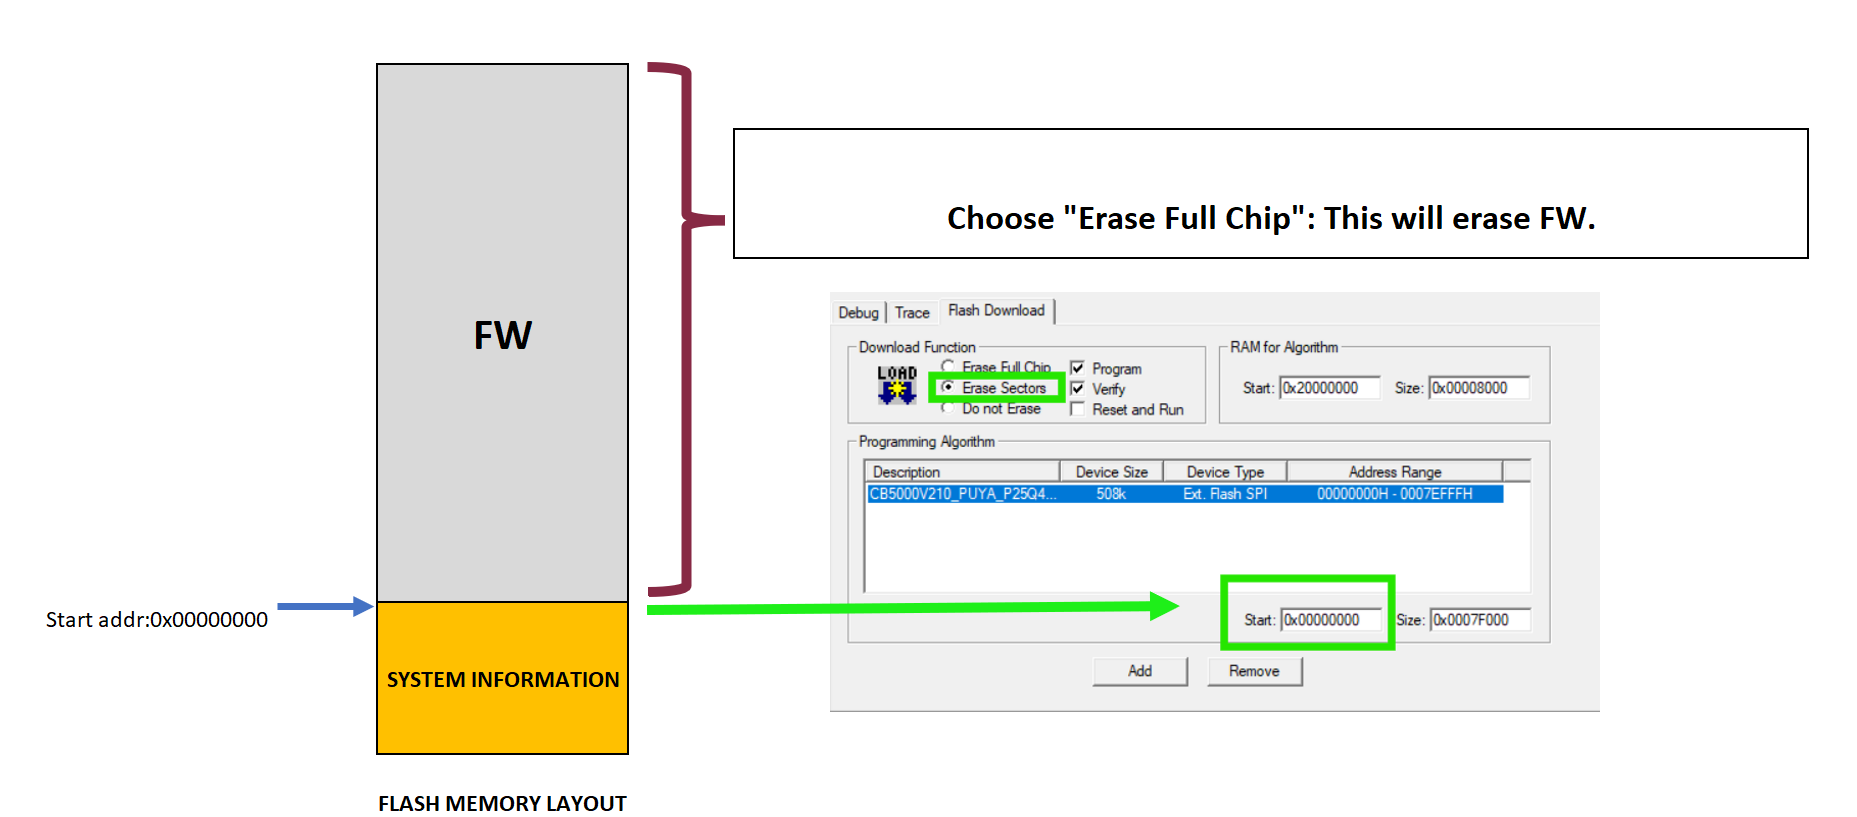 Choose "Erase Full Chip": This will erase FW.
FW
Start addr:0x00000000
SYSTEM INFORMATION
FLASH MEMORY LAYOUT
Debug Trace Flash Download
Download Function
LOAD
Erase Full Chip Program
Erase Sectors Verify
Do not Erase Reset and Run
RAM for Algorithm
Start: 0x20000000 Size: 0x00008000
Programming Algorithm
Description Device Size Device Type Address Range
CB5000V210_PUYA_P25Q4... 508k Ext. Flash SPI 00000000H - 0007EFFFH
Start: 0x00000000 Size: 0x0007F000
Add Remove